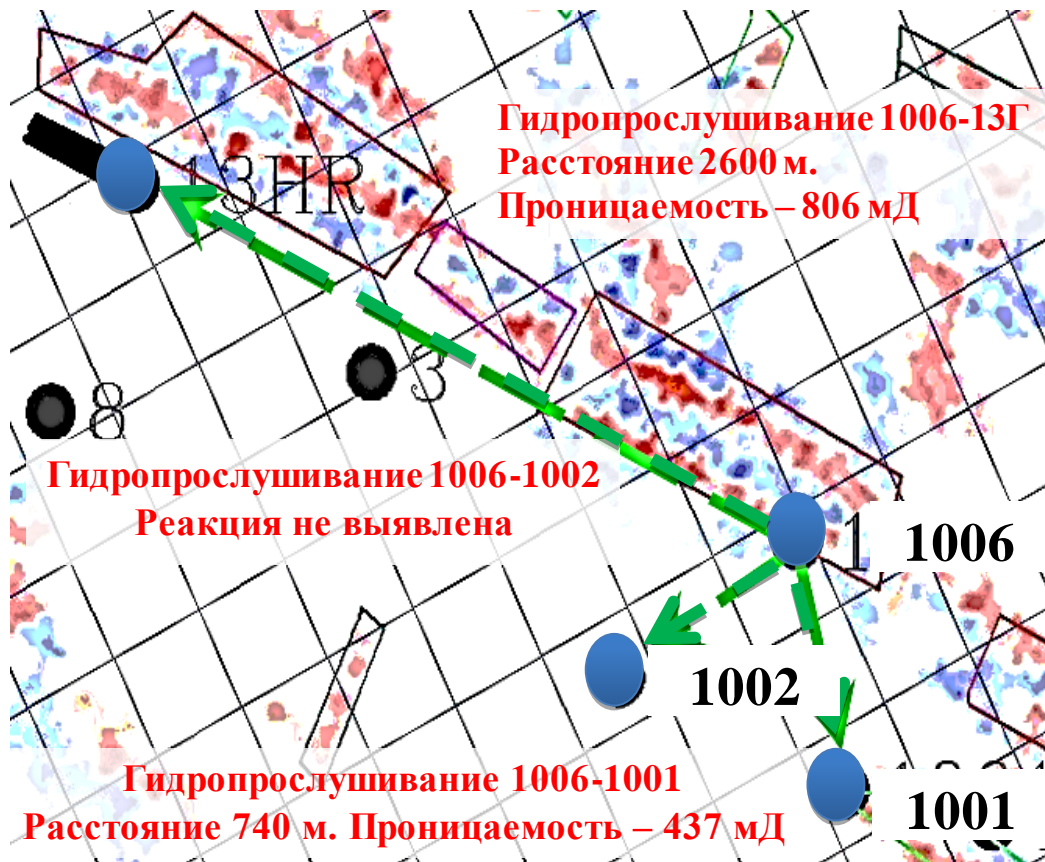 Гидропрослушивание 1006-13Г
Расстояние 2600 м.
Проницаемость – 806 мД
13HR
3
8
Гидропрослушивание 1006-1002
Реакция не выявлена
1006
1002
Гидропрослушивание 1006-1001
Расстояние 740 м. Проницаемость – 437 мД
1001